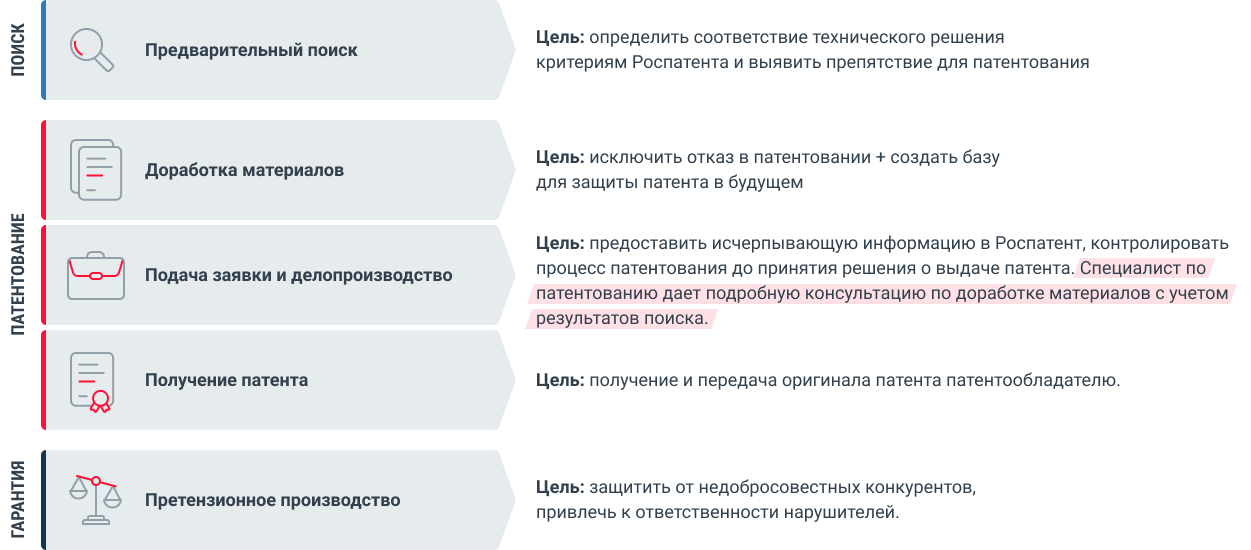 ПОИСК
Предварительный поиск
Цель: определить соответствие технического решения
критериям Роспатента и выявить препятствие для патентования
ПАТЕНТОВАНИЕ
Доработка материалов
Цель: исключить отказ в патентовании + создать базу
для защиты патента в будущем
Подача заявки и делопроизводство
Цель: предоставить исчерпывающую информацию в Роспатент, контролировать
процесс патентования до принятия решения о выдаче патента. Специалист по
патентованию дает подробную консультацию по доработке материалов с учетом
результатов поиска.
Получение патента
Цель: получение и передача оригинала патента патентообладателю.
ГАРАНТИЯ
Претензионное производство
Цель: защитить от недобросовестных конкурентов,
привлечь к ответственности нарушителей.